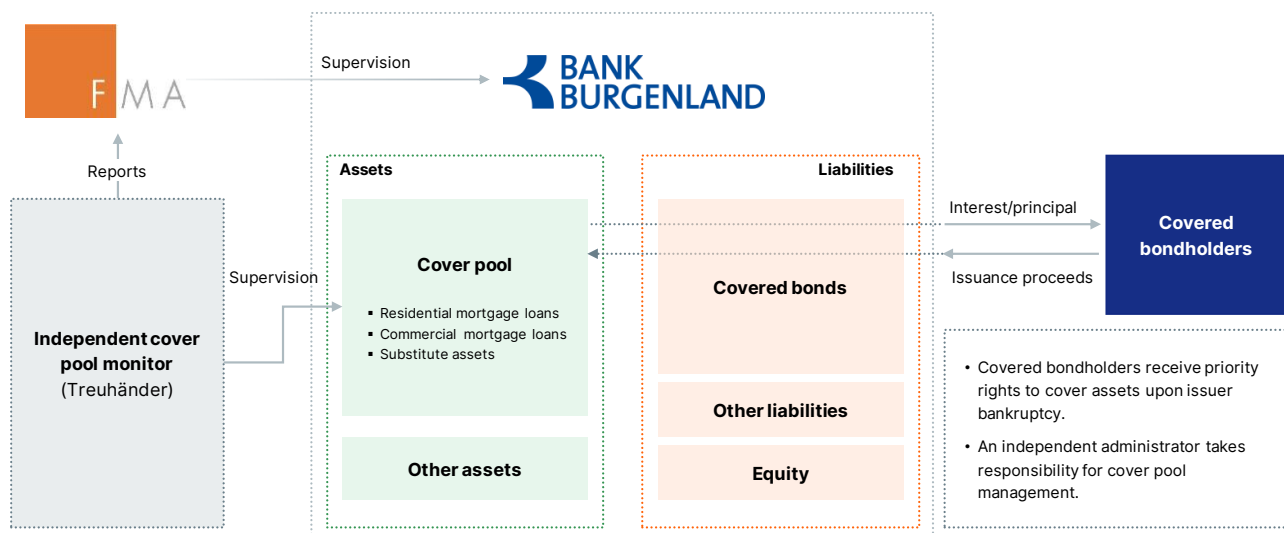 FMA
Supervision
BANK
BURGENLAND
Reports
Assets
Liabilities
Independent cover
pool monitor
(Treuhänder)
Supervision
Cover pool
▪ Residential mortgage loans
▪ Commercial mortgage loans
▪ Substitute assets
Other assets
Covered bonds
Other liabilities
Equity
Interest/principal
Issuance proceeds
Covered
bondholders
• Covered bondholders receive priority
rights to cover assets upon issuer
bankruptcy.
• An independent administrator takes
responsibility for cover pool
management.